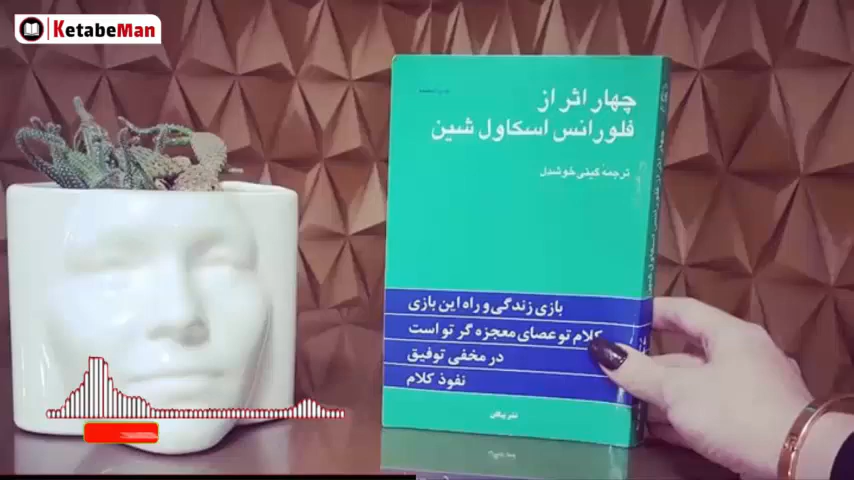 KetabeMan
چهار اثر از
فلورانس اسکاول شین
ترجمهٔ گیتی خوشدل
بازی زندگی و راه این بازی
کلام تو عصای معجزه گر تو است
در مخفی توفیق
نفوذ کلام
نشر پیکان